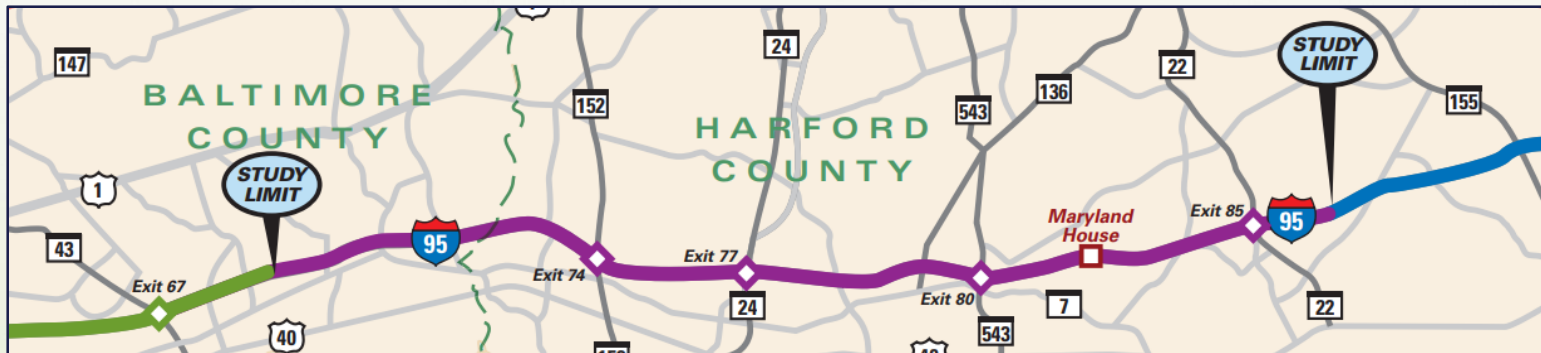 147
BALTIMORE
COUNTY
STUDY
LIMIT
1
43
Exit 67
40
95
152
Exit 74
Exit 77
24
24
HARFORD
COUNTY
543
136
Exit 80
543
7
Maryland
House
22
Exit 85
95
22
STUDY
LIMIT
155